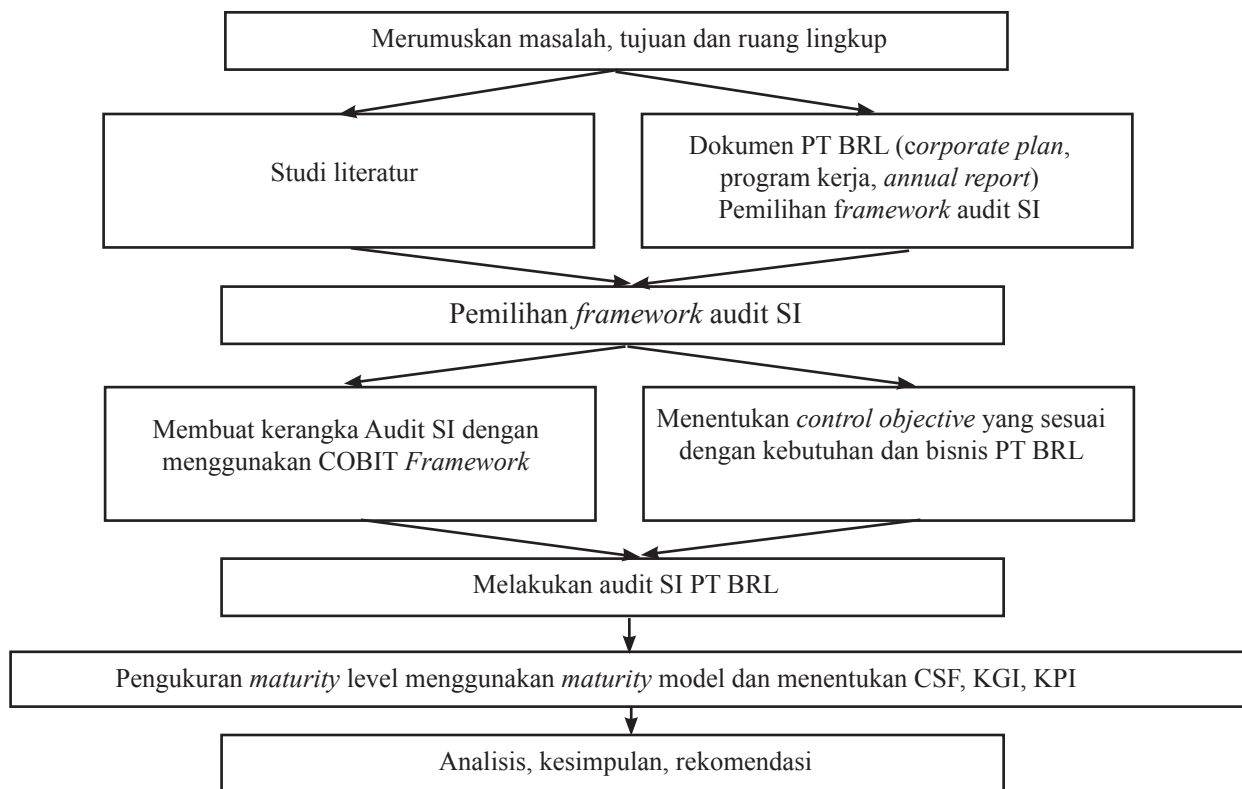 Merumuskan masalah, tujuan dan ruang lingkup
Studi literatur
Dokumen PT BRL (corporate plan,
program kerja, annual report)
Pemilihan framework audit SI
Pemilihan framework audit SI
Membuat kerangka Audit SI dengan
menggunakan COBIT Framework
Menentukan control objective yang sesuai
dengan kebutuhan dan bisnis PT BRL
Melakukan audit SI PT BRL
Pengukuran maturity level menggunakan maturity model dan menentukan CSF, KGI, KPI
Analisis, kesimpulan, rekomendasi